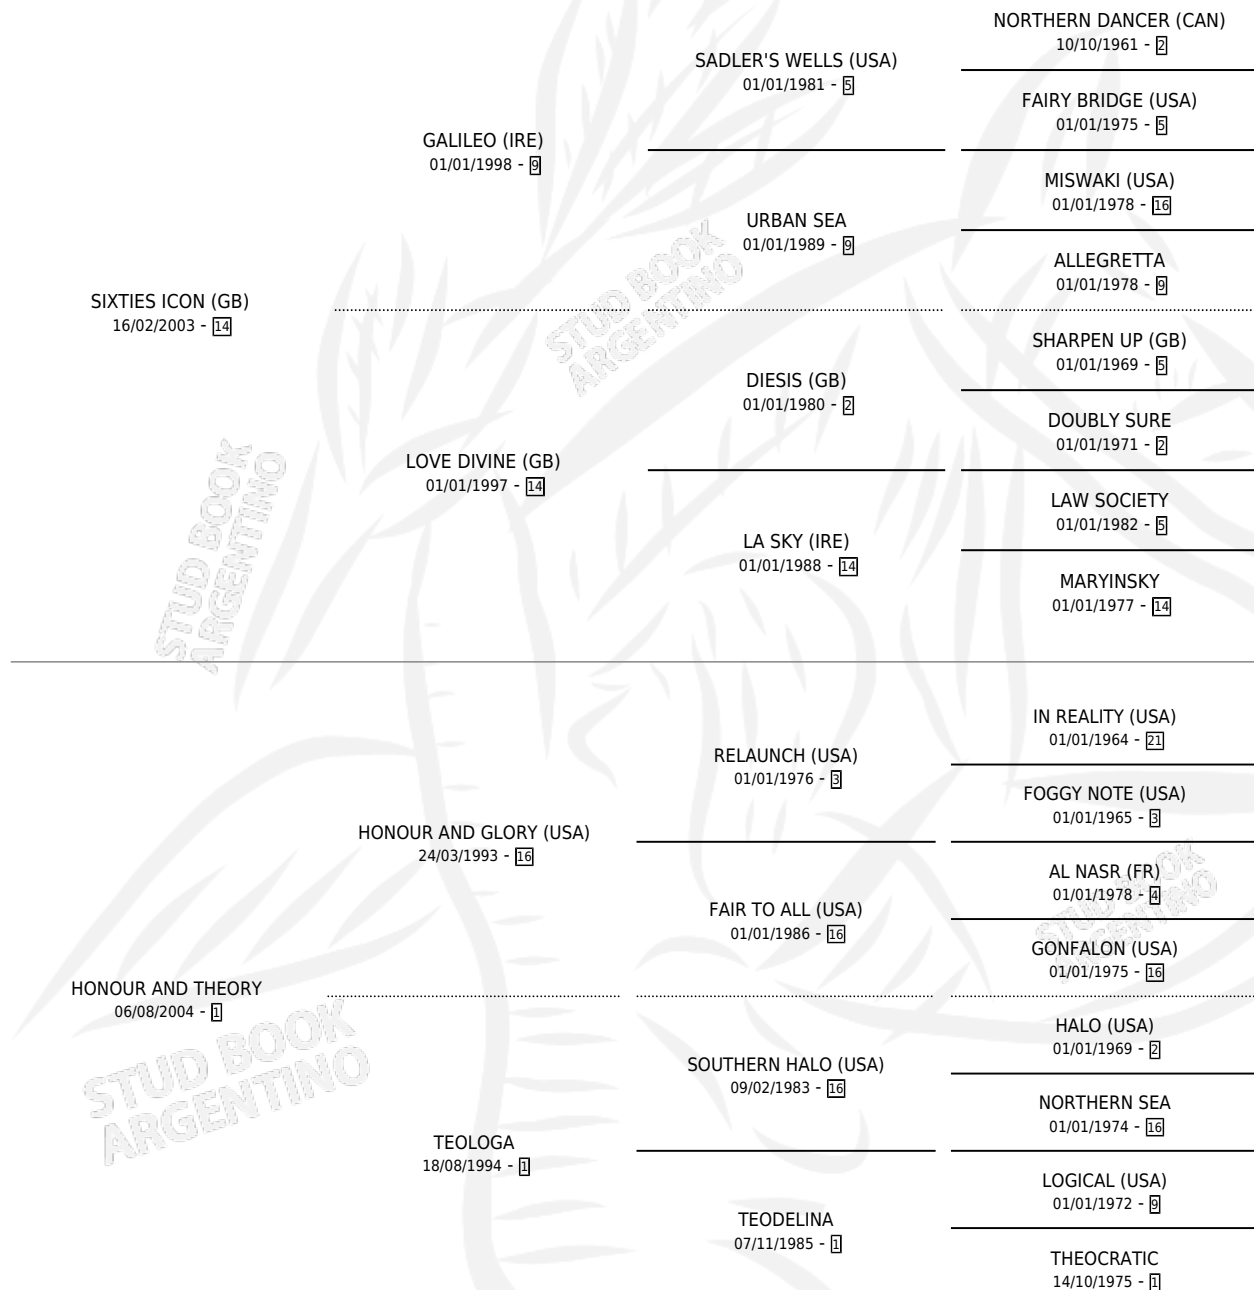 NORTHERN DANCER (CAN)
10/10/1961 - 2
SADLER'S WELLS (USA)
01/01/1981 - 5
FAIRY BRIDGE (USA)
01/01/1975 - 5
GALILEO (IRE)
01/01/1998 - 9
MISWAKI (USA)
01/01/1978 - 16
URBAN SEA
01/01/1989 - 9
ALLEGRETTA
01/01/1978 - 9
SIXTIES ICON (GB)
16/02/2003 - 14
STUD BOOK
ARGENTINO
SHARPEN UP (GB)
01/01/1969 - 5
DIESIS (GB)
01/01/1980 - 2
DOUBLY SURE
01/01/1971 - 2
LOVE DIVINE (GB)
01/01/1997 - 14
LAW SOCIETY
01/01/1982 - 5
LA SKY (IRE)
01/01/1988 - 14
MARYINSKY
01/01/1977 - 14
STUD BOOK
ARGENTINO
IN REALITY (USA)
01/01/1964 - 21
RELAUNCH (USA)
01/01/1976 - 3
FOGGY NOTE (USA)
01/01/1965 - 3
HONOUR AND GLORY (USA)
24/03/1993 - 16
AL NASR (FR)
01/01/1978 - 4
FAIR TO ALL (USA)
01/01/1986 - 16
STUD BOOK
ARGENTINO
GONFALON (USA)
01/01/1975 - 16
HONOUR AND THEORY
06/08/2004 - 1
STUD BOOK
ARGENTINO
HALO (USA)
01/01/1969 - 2
SOUTHERN HALO (USA)
09/02/1983 - 16
NORTHERN SEA
01/01/1974 - 16
TEOLOGA
18/08/1994 - 1
LOGICAL (USA)
01/01/1972 - 9
TEODELINA
07/11/1985 - 1
THEOCRATIC
14/10/1975 - 1